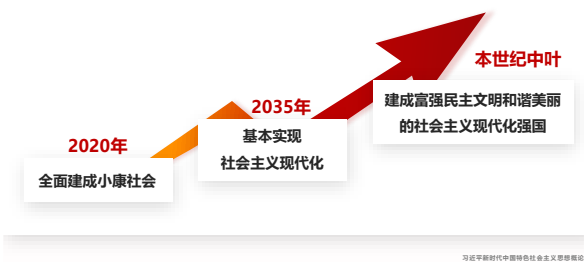 2020年
全面建成小康社会
2035年
基本实现
社会主义现代化
本世纪中叶
建成富强民主文明和谐美丽
的社会主义现代化强国
习近平新时代中国特色社会主义思想概论